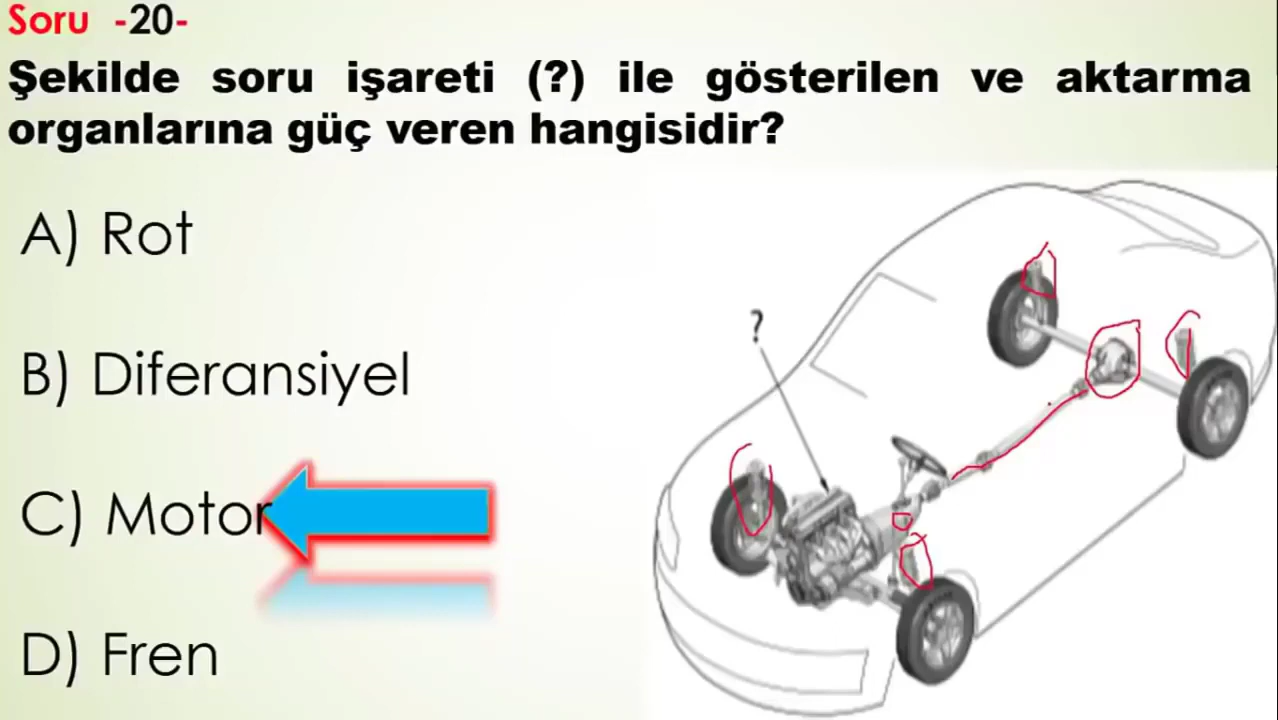 Soru -20-
Şekilde soru işareti (?) ile gösterilen ve aktarma
organlarına güç veren hangisidir?
A) Rot
B) Diferansiyel
C) Motor
D) Fren
?